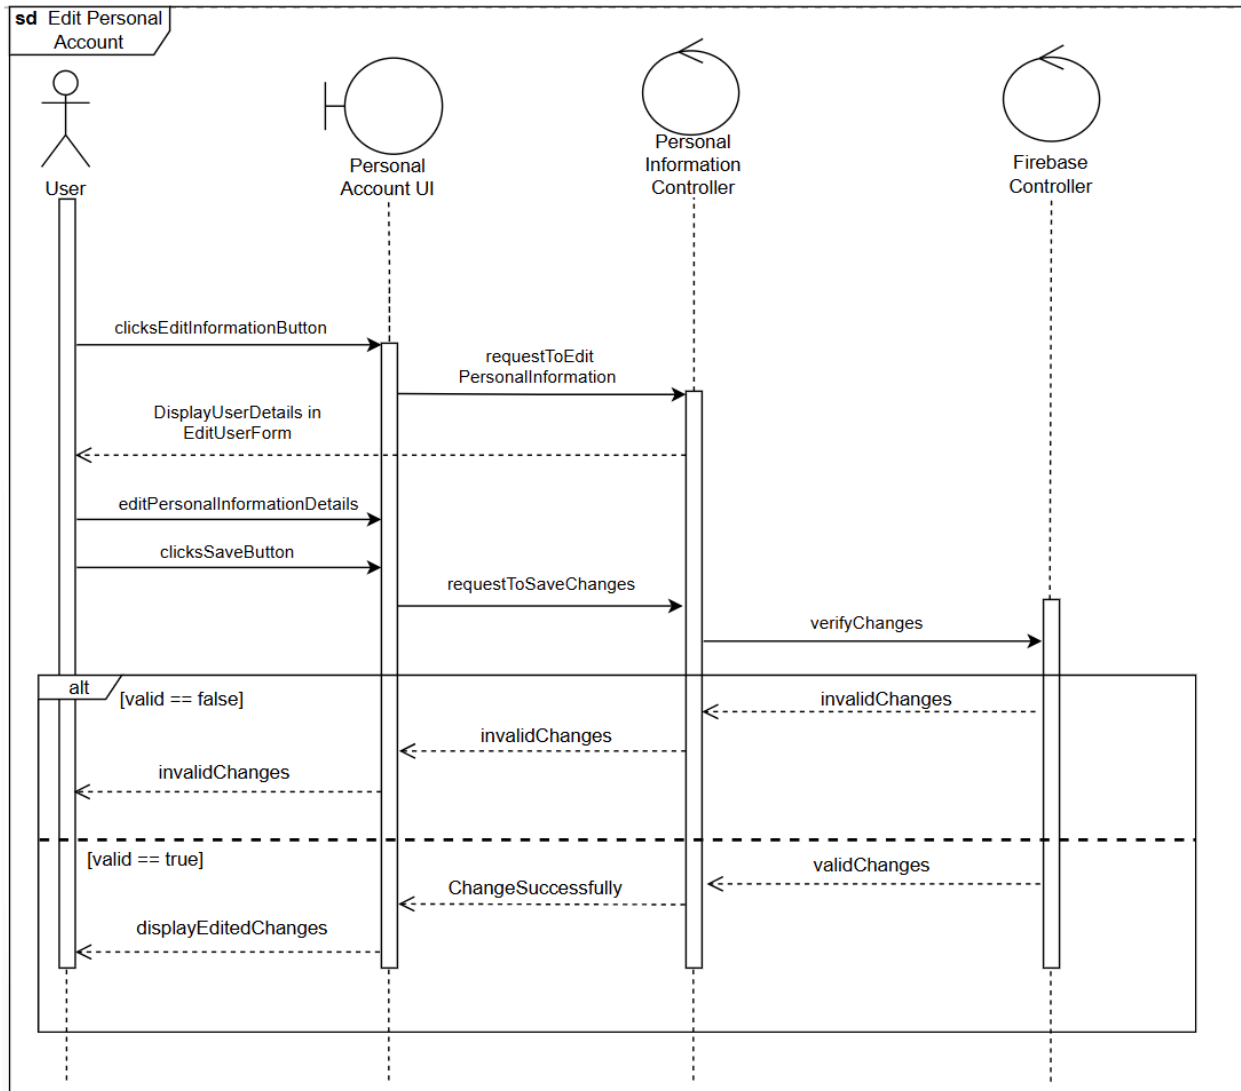 sd Edit Personal
Account
User
Personal
Account UI
Personal
Information
Controller
Firebase
Controller
clicksEditInformationButton
requestToEdit
PersonalInformation
DisplayUserDetails in
EditUserForm
editPersonalInformationDetails
clicksSaveButton
requestToSaveChanges
verifyChanges
alt
[valid == false]
invalidChanges
invalidChanges
invalidChanges
[valid == true]
validChanges
ChangeSuccessfully
displayEditedChanges